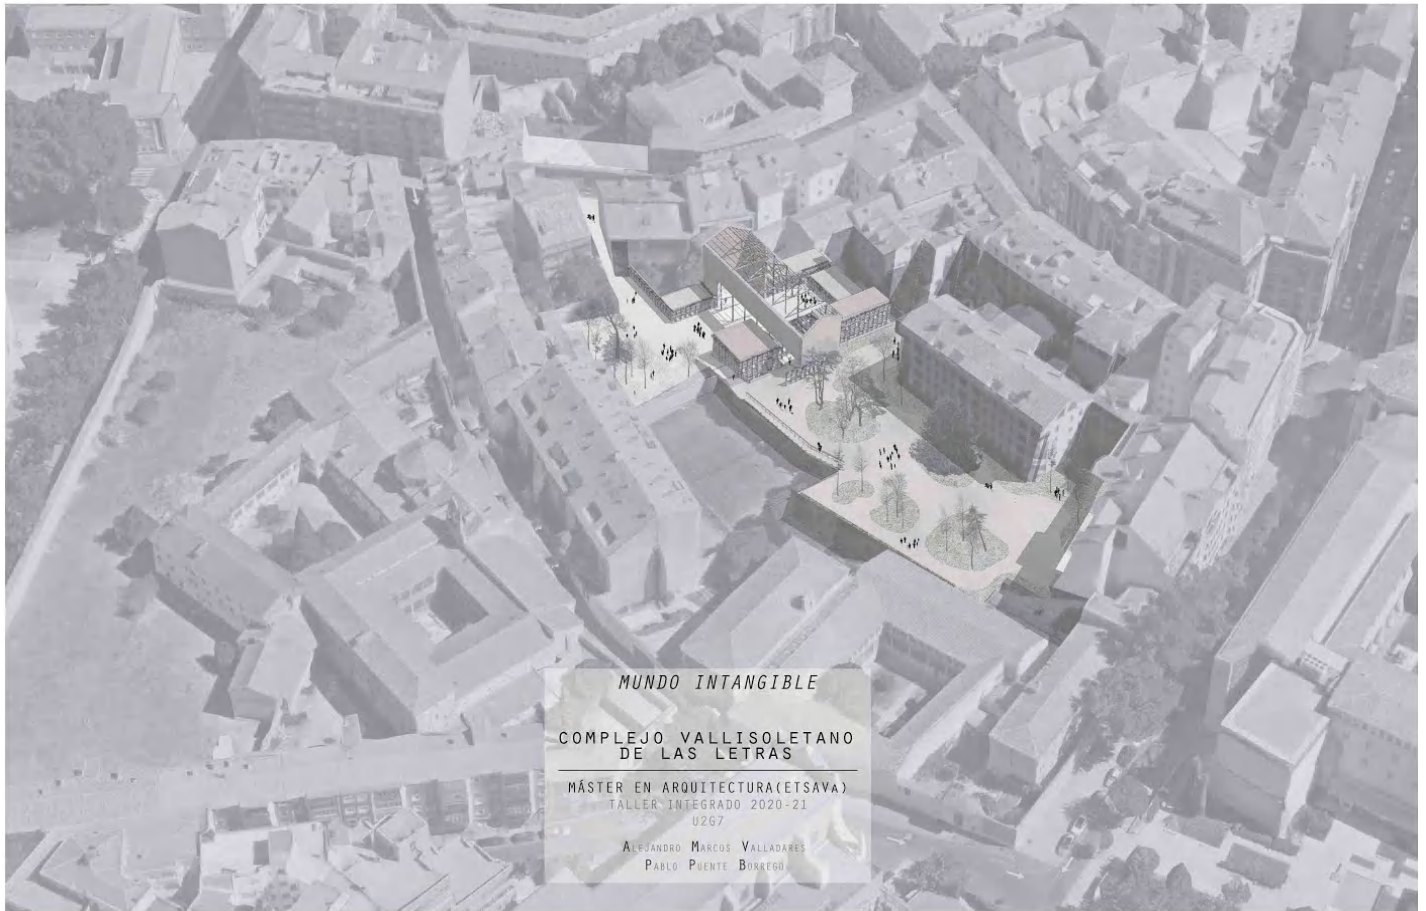 MUNDO INTANGIBLE
COMPLEJO VALLISOLETANO
DE LAS LETRAS
MÁSTER EN ARQUITECTURA(ETSAVA)
TALLER INTEGRADO 2020-21
U2G7
ALEJANDRO MARCOS VALLADARES
PABLO PUENTE BORREGO